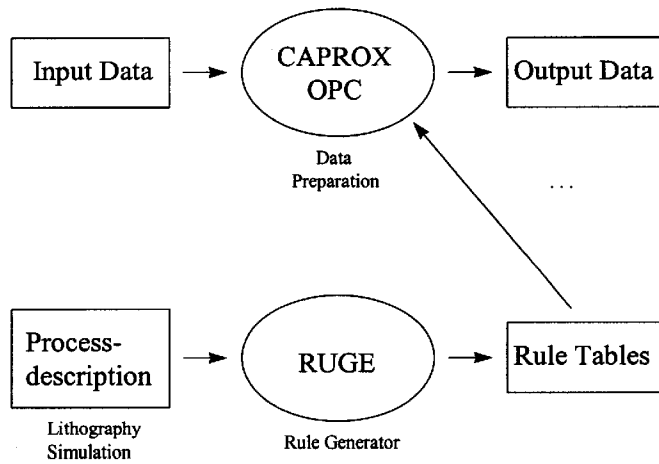 Input Data
CAPROX
OPC
Output Data
Data
Preparation
...
Process-
description
RUGE
Rule Tables
Lithography
Simulation
Rule Generator